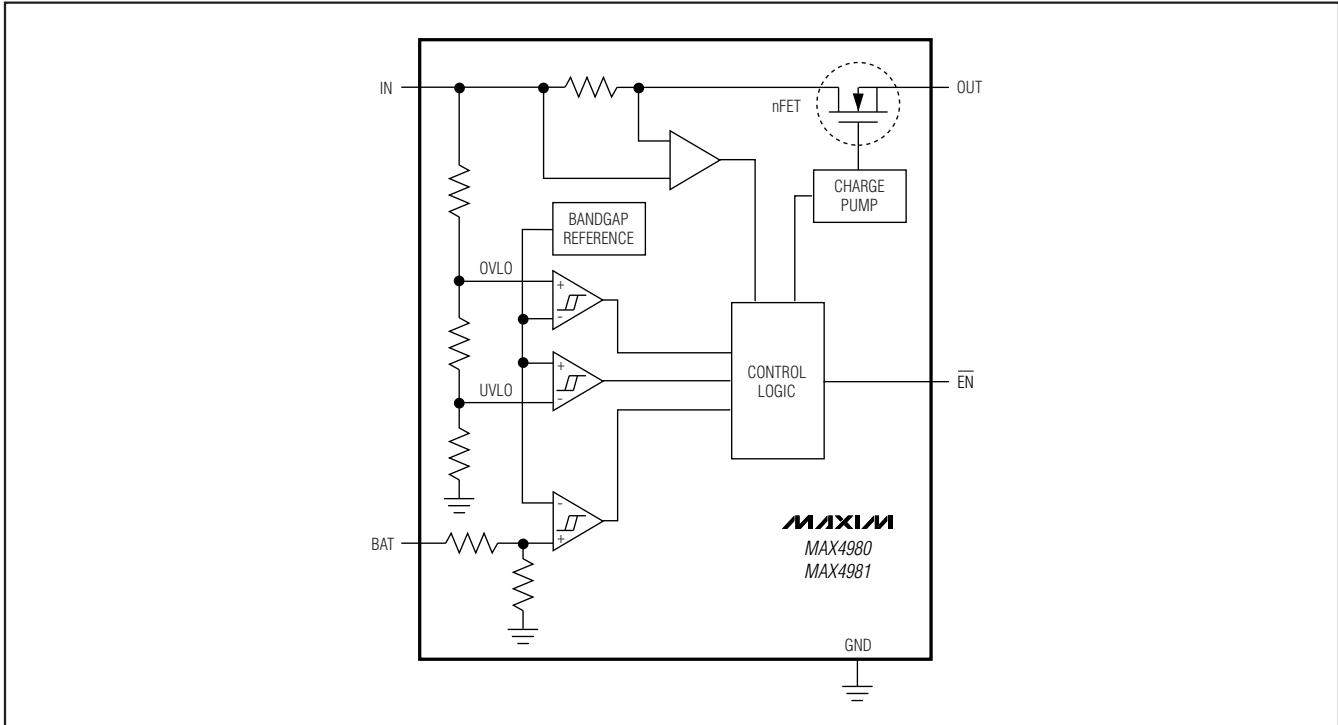 IN
OUT
nFET
CHARGE
PUMP
BANDGAP
REFERENCE
OVLO
+
-
+
UVLO
-
CONTROL
LOGIC
EN
-
+
BAT
MAXIM
MAX4980
MAX4981
GND